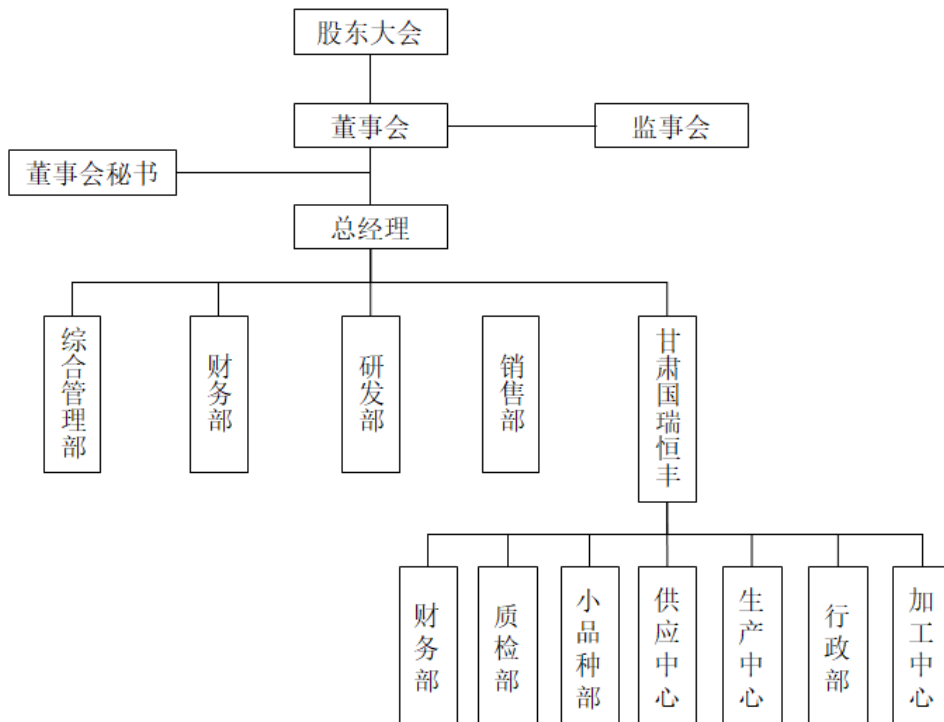 股东大会
董事会
监事会
董事会秘书
总经理
综合管理部
财务部
研发部
销售部
甘肃国瑞恒丰
财务部
质检部
小品种部
供应中心
生产中心
行政部
加工中心